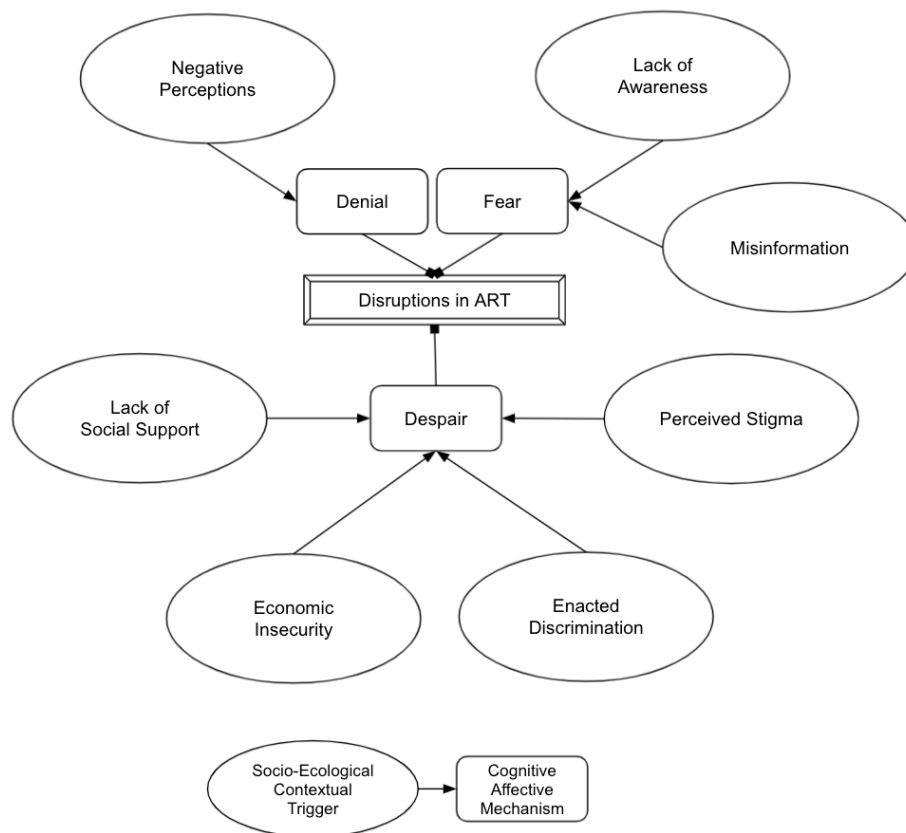 Negative
Perceptions
Lack of
Awareness
Denial
Fear
Misinformation
Disruptions in ART
Lack of
Social Support
Despair
Perceived Stigma
Economic
Insecurity
Enacted
Discrimination
Socio-Ecological
Contextual
Trigger
Cognitive
Affective
Mechanism